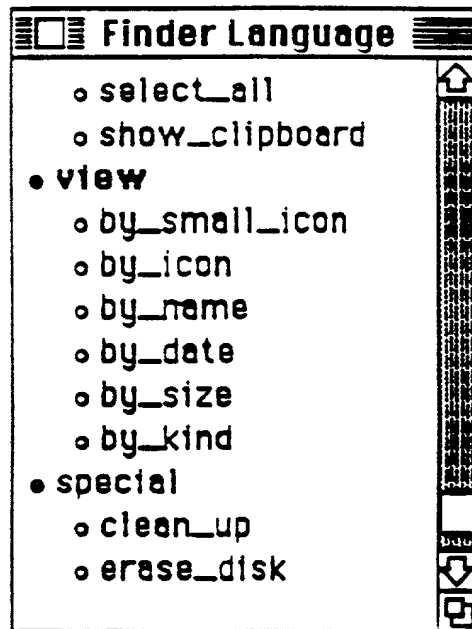 Finder Language
select_all
show_clipboard
view
by_small_icon
by_icon
by_name
by_date
by_size
by_kind
special
clean_up
erase_disk